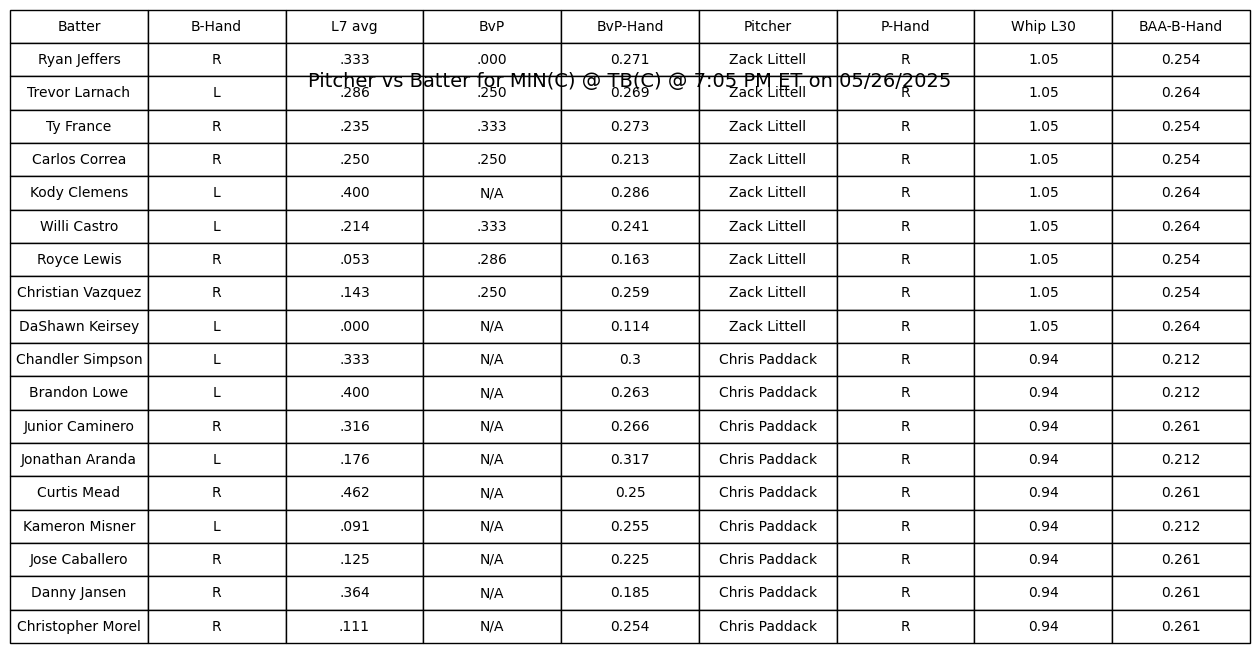 Batter B-Hand L7 avg BvP BvP-Hand Pitcher P-Hand Whip L30 BAA-B-Hand
Ryan Jeffers R .333 .000 0.271 Zack Littell R 1.05 0.254
Pitcher vs Batter for MIN(C) @ TB(C) @ 7:05 PM ET on 05/26/2025
Trevor Larnach L .286 .250 0.269 Zack Littell R 1.05 0.264
Ty France R .235 .333 0.273 Zack Littell R 1.05 0.254
Carlos Correa R .250 .250 0.213 Zack Littell R 1.05 0.254
Kody Clemens L .400 N/A 0.286 Zack Littell R 1.05 0.264
Willi Castro L .214 .333 0.241 Zack Littell R 1.05 0.264
Royce Lewis R .053 .286 0.163 Zack Littell R 1.05 0.254
Christian Vazquez R .143 .250 0.259 Zack Littell R 1.05 0.254
DaShawn Keirsey L .000 N/A 0.114 Zack Littell R 1.05 0.264
Chandler Simpson L .333 N/A 0.3 Chris Paddack R 0.94 0.212
Brandon Lowe L .400 N/A 0.263 Chris Paddack R 0.94 0.212
Junior Caminero R .316 N/A 0.266 Chris Paddack R 0.94 0.261
Jonathan Aranda L .176 N/A 0.317 Chris Paddack R 0.94 0.212
Curtis Mead R .462 N/A 0.25 Chris Paddack R 0.94 0.261
Kameron Misner L .091 N/A 0.255 Chris Paddack R 0.94 0.212
Jose Caballero R .125 N/A 0.225 Chris Paddack R 0.94 0.261
Danny Jansen R .364 N/A 0.185 Chris Paddack R 0.94 0.261
Christopher Morel R .111 N/A 0.254 Chris Paddack R 0.94 0.261